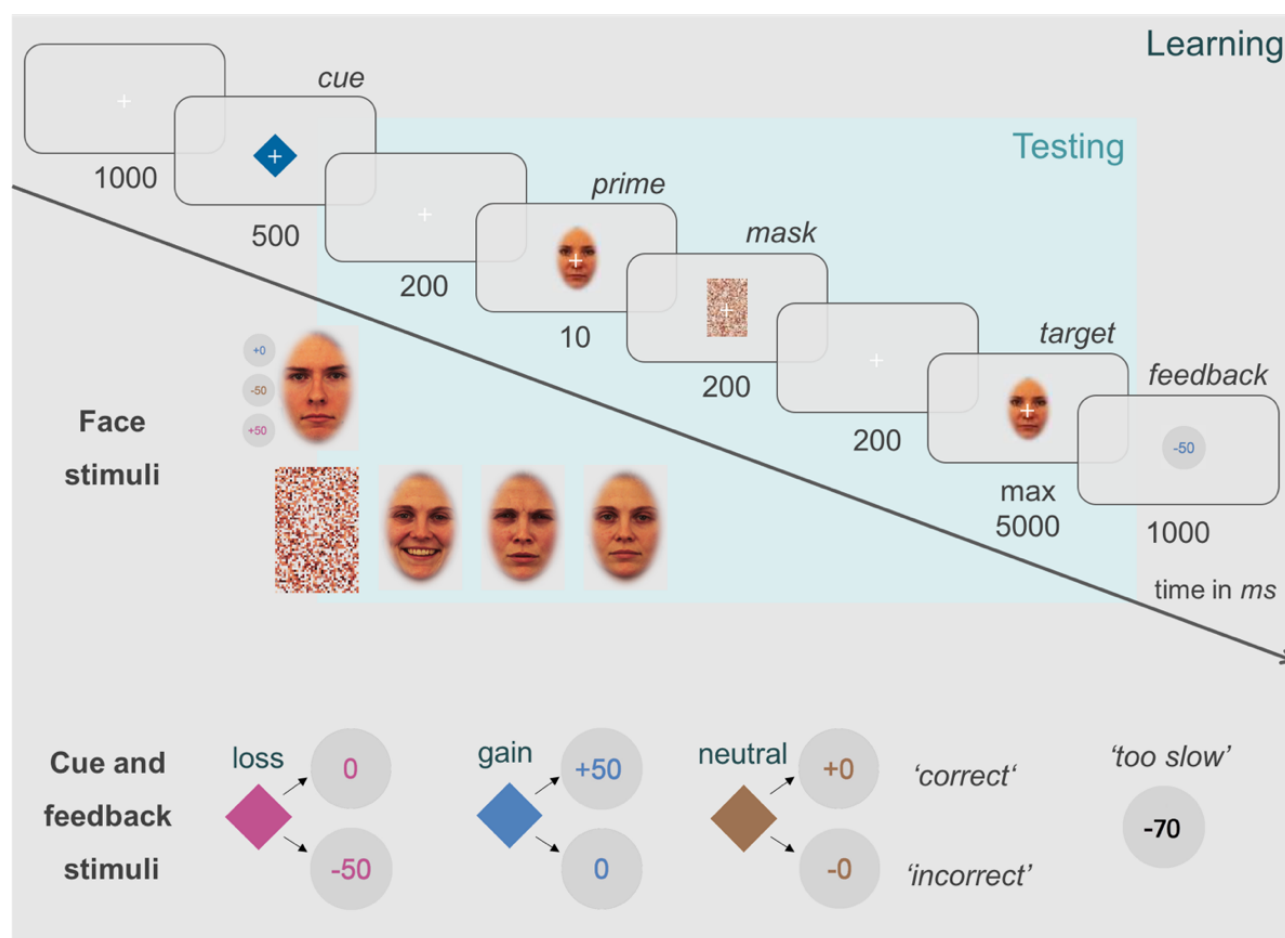 Learning
cue
Testing
1000
prime
500
mask
200
target
10
feedback
+0
-50
+50
200
-50
Face
stimuli
200
max
5000
1000
time in ms
loss
0
gain
+50
neutral
+0
'correct'
'too slow'
Cue and
feedback
stimuli
-50
0
-0
'incorrect'
-70